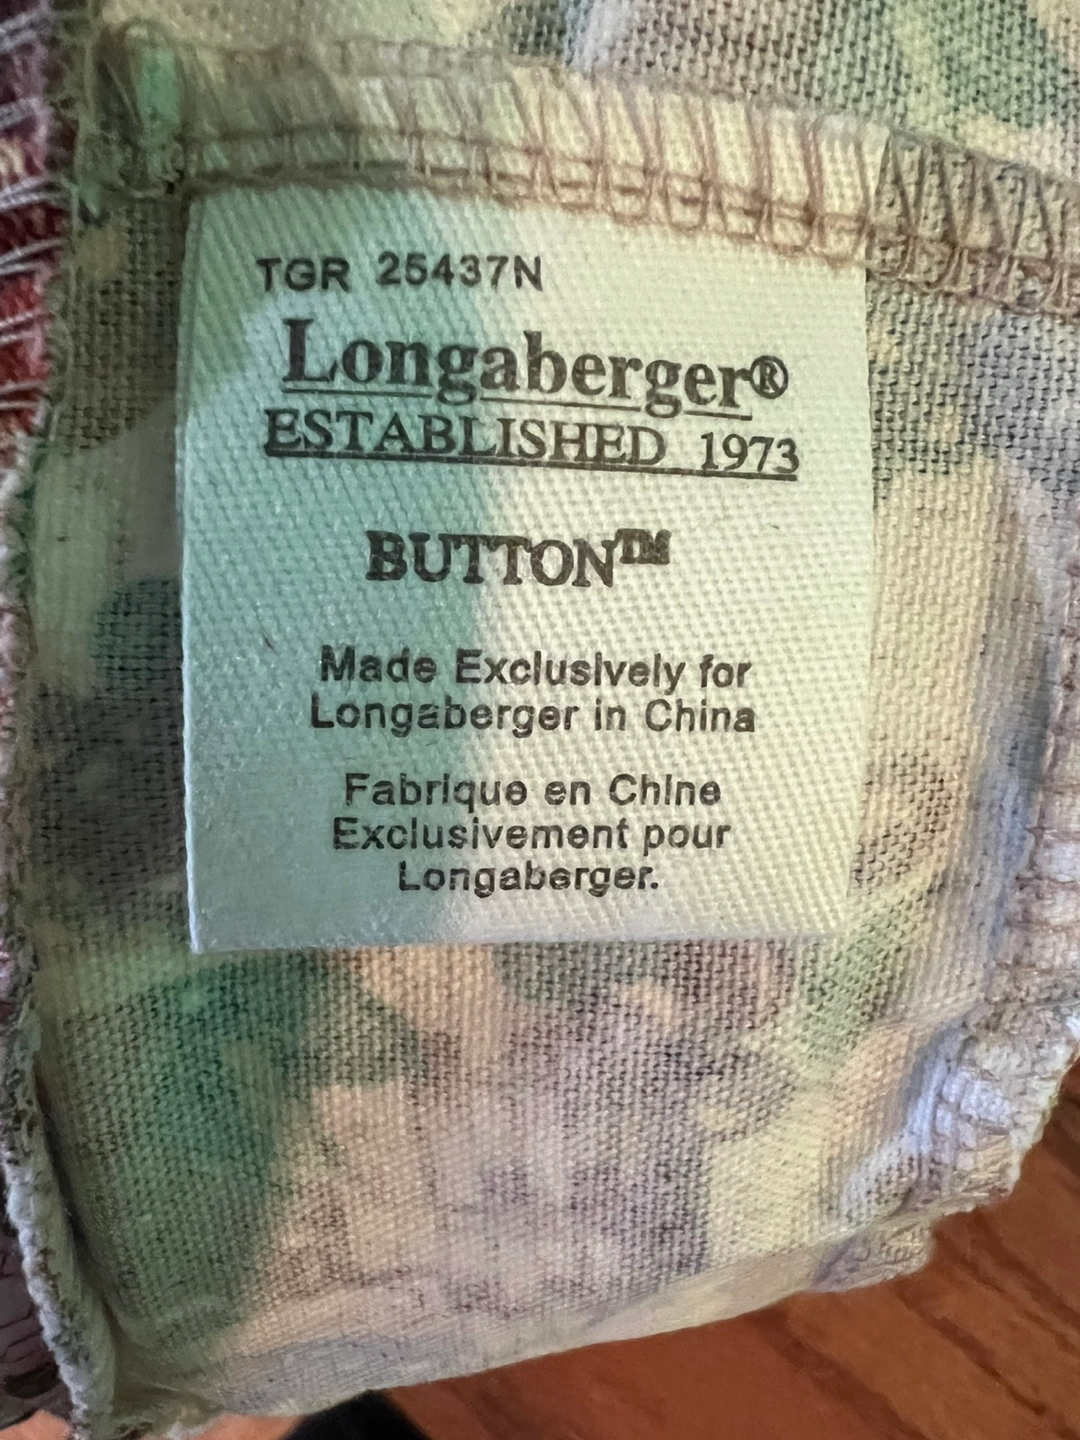 TGR 25437N
Longaberger®
ESTABLISHED 1973
BUTTON™
Made Exclusively for
Longaberger in China
Fabrique en Chine
Exclusivement pour
Longaberger.